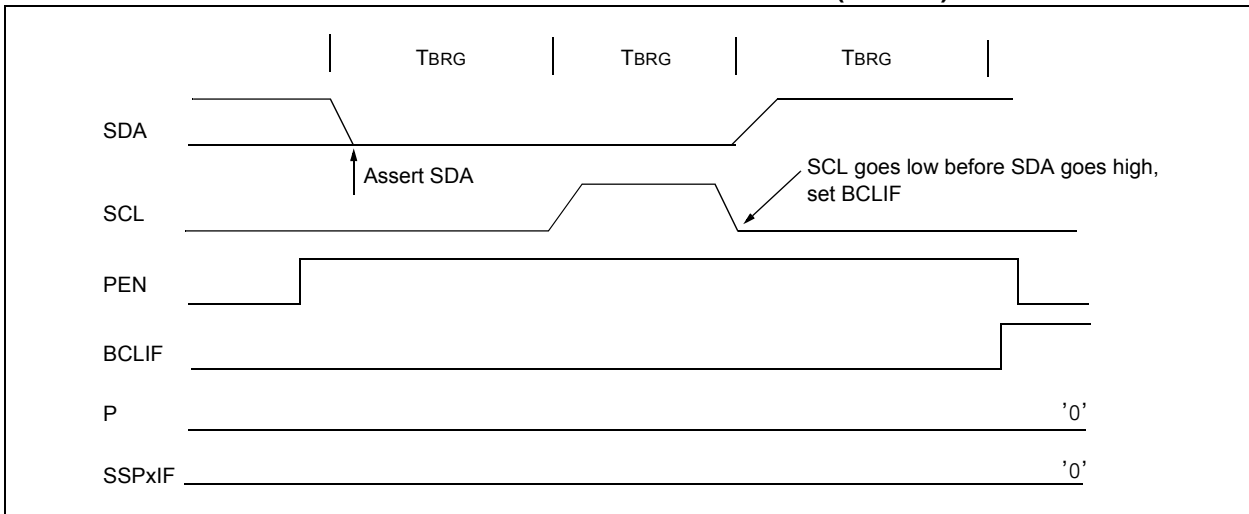 TBRG TBRG TBRG
SDA
Assert SDA
SCL goes low before SDA goes high,
set BCLIF
SCL
PEN
BCLIF
P '0'
SSPxIF '0'